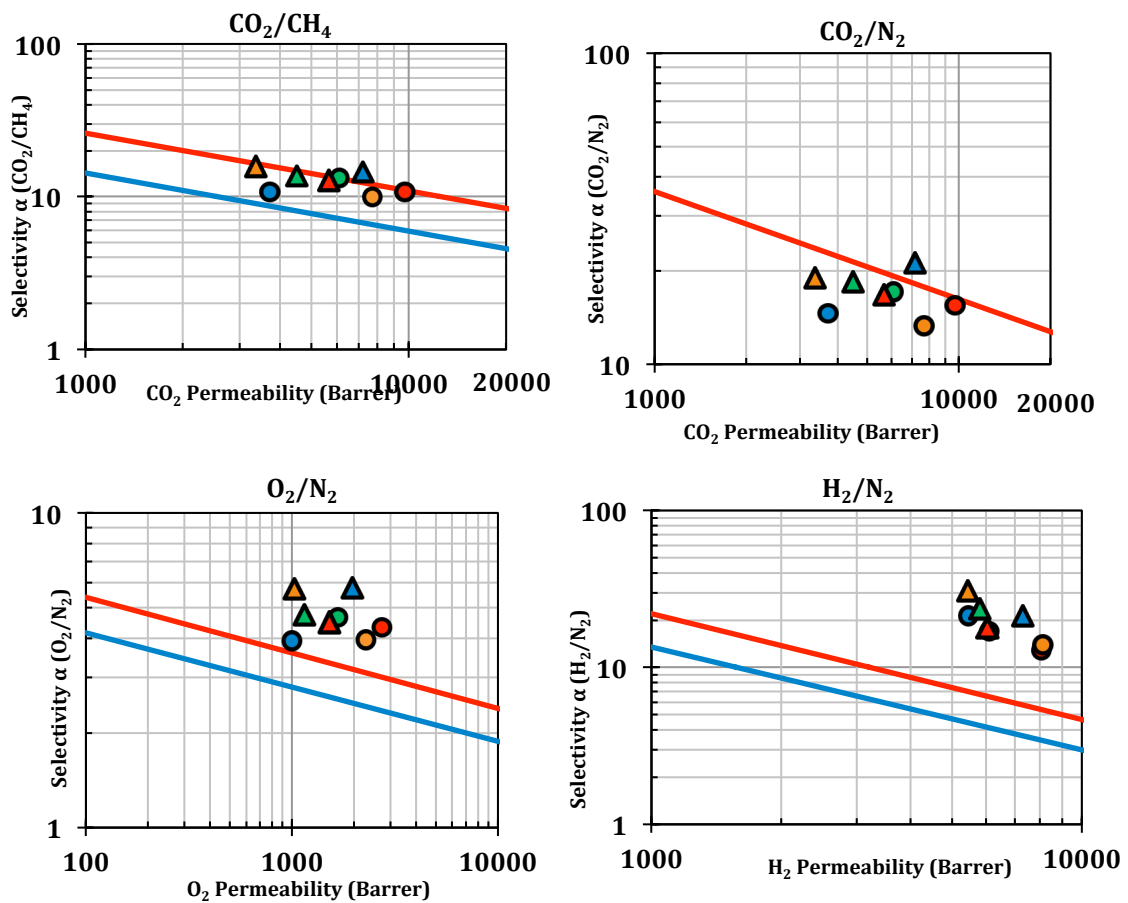 CO₂/CH₄
100
10
1
Selectivity α (CO₂/CH₄)
1000
10000
20000
CO₂ Permeability (Barrer)
CO₂/N₂
100
10
Selectivity α (CO₂/N₂)
1000
10000
20000
CO₂ Permeability (Barrer)
O₂/N₂
10
1
Selectivity α (O₂/N₂)
100
1000
10000
O₂ Permeability (Barrer)
H₂/N₂
100
10
1
Selectivity α (H₂/N₂)
1000
10000
H₂ Permeability (Barrer)